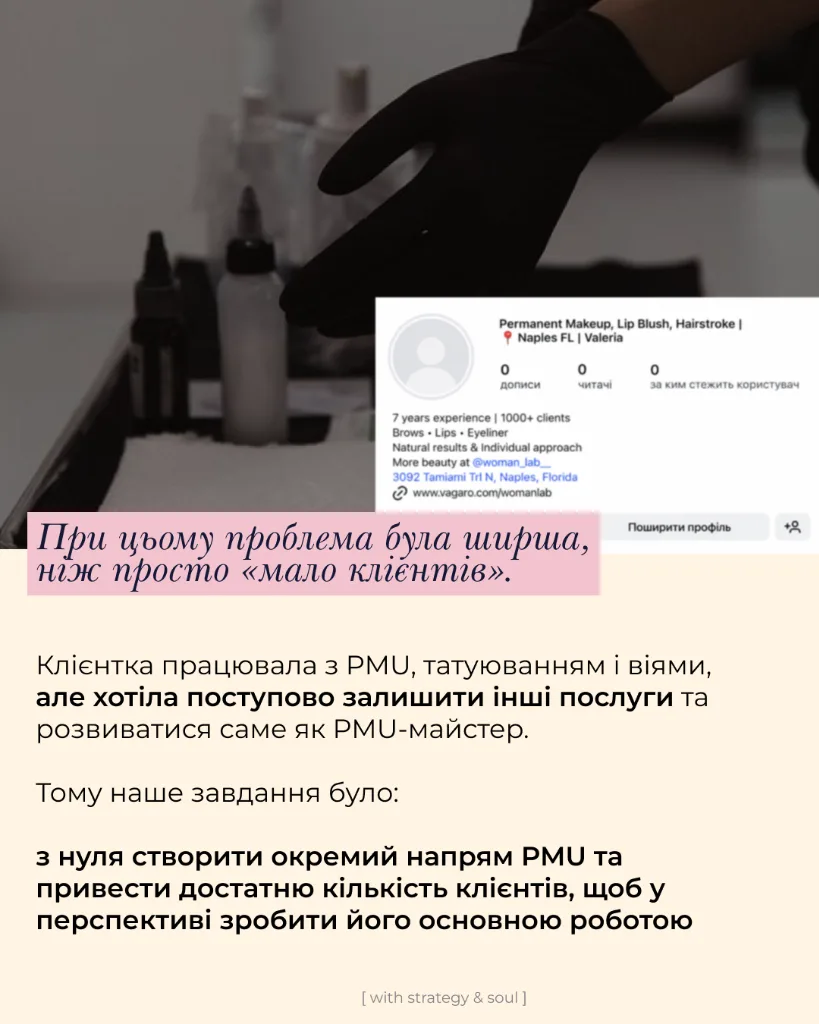 Permanent Makeup, Lip Blush, Hairstroke |
📍 Naples FL | Valeria
0 0 0
дописи читачі за ким стежить користувач
7 years experience | 1000+ clients
Brows • Lips • Eyeliner
Natural results & Individual approach
More beauty at @woman_lab__
3092 Tamiami Trl N, Naples, Florida
www.vagaro.com/womanlab
Поширити профіль
При цьому проблема була ширша,
ніж просто «мало клієнтів».
Клієнтка працювала з PMU, татуюванням і віями,
але хотіла поступово залишити інші послуги та
розвиватися саме як PMU-майстер.
Тому наше завдання було:
з нуля створити окремий напрям PMU та
привести достатню кількість клієнтів, щоб у
перспективі зробити його основною роботою
[ with strategy & soul ]